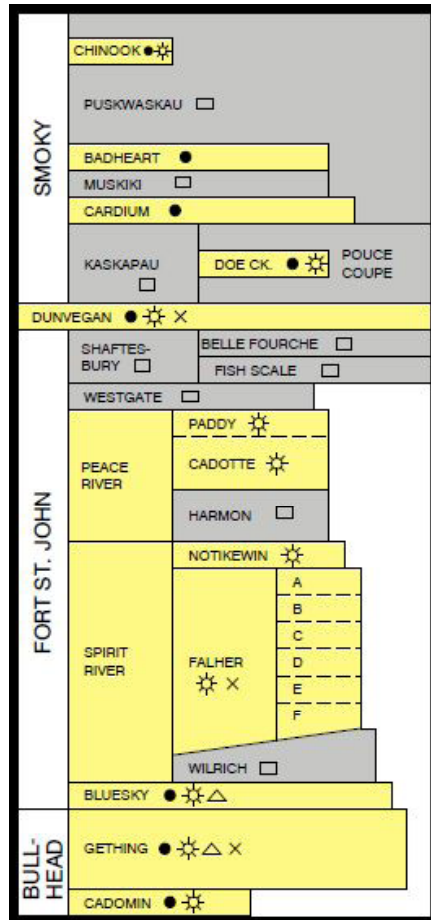 SMOKY
CHINOOK
PUSKWASKAU
BADHEART
MUSKIKI
CARDIUM
KASKAPAU
DOE CK.
POUCE
COUPE
DUNVEGAN
FORT ST. JOHN
SHAFTES-
BURY
BELLE FOURCHE
FISH SCALE
WESTGATE
PEACE
RIVER
PADDY
CADOTTE
HARMON
SPIRIT
RIVER
NOTIKEWIN
FALHER
A
B
C
D
E
F
WILRICH
BLUESKY
BULL-
HEAD
GETHING
CADOMIN